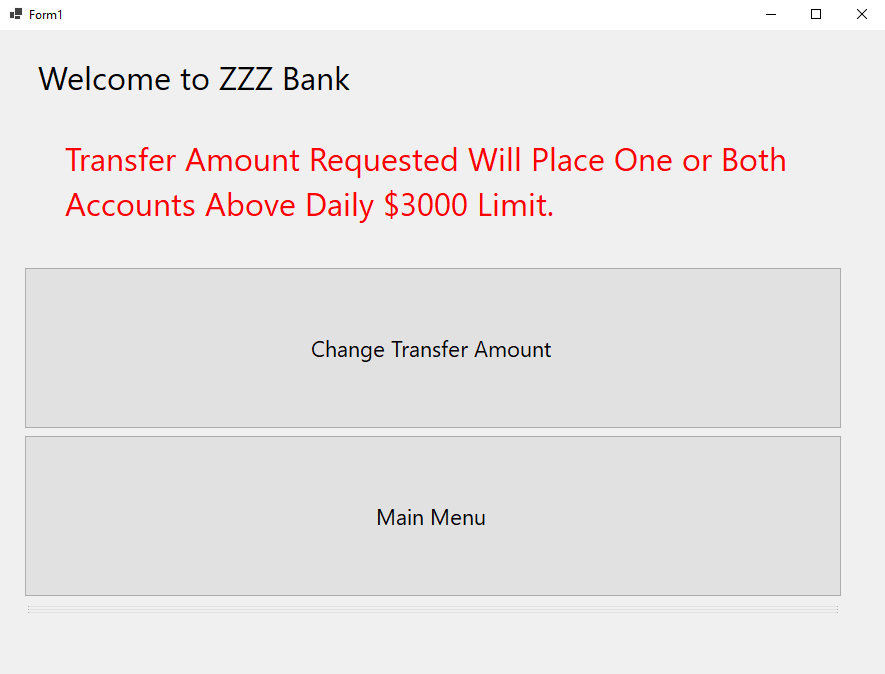 Form1
Welcome to ZZZ Bank
Transfer Amount Requested Will Place One or Both
Accounts Above Daily $3000 Limit.
Change Transfer Amount
Main Menu